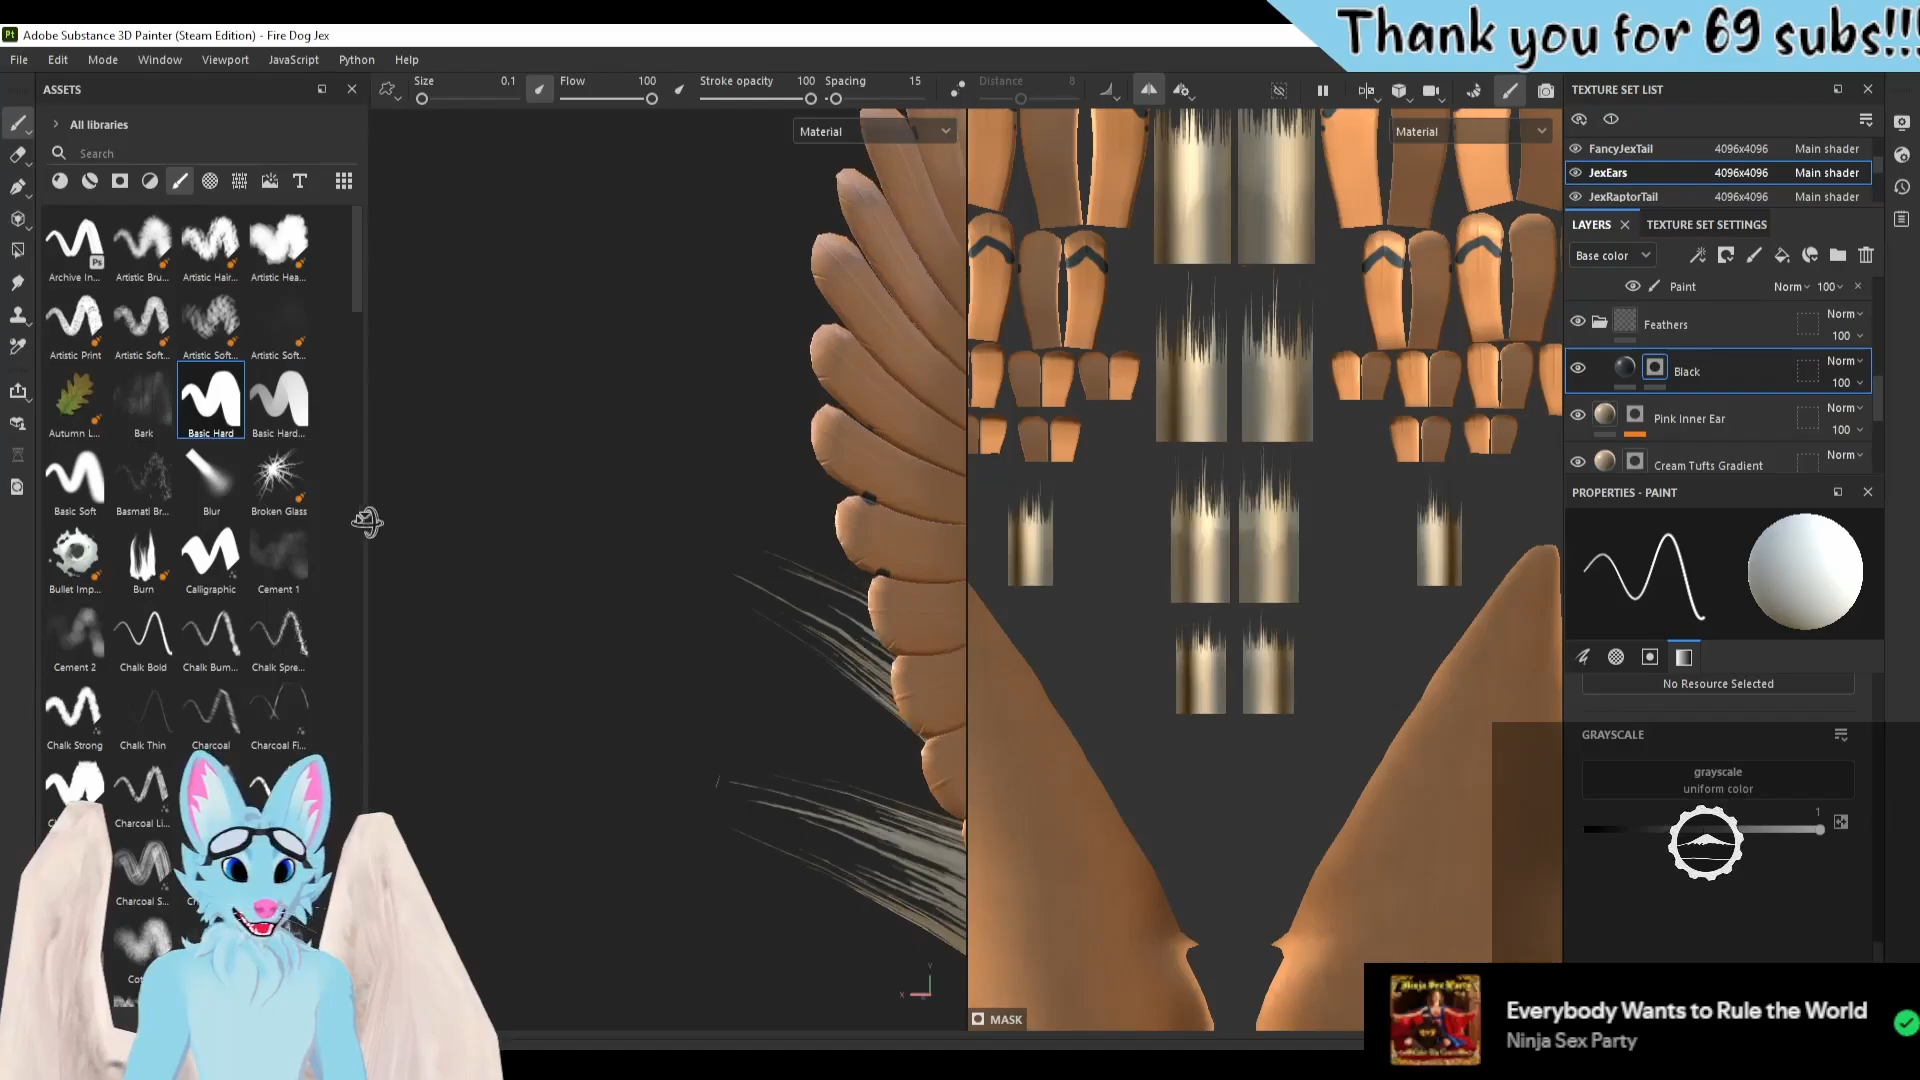 Thank you for 69 subs!!!
Adobe Substance 3D Painter (Steam Edition) - Fire Dog Jex
File Edit Mode Window Viewport JavaScript Python Help
ASSETS
Size 0.1 Flow 100 Stroke opacity 100 Spacing 15 Distance 8
TEXTURE SET LIST
All libraries
Search
Material
Material
FancyJexTail 4096x4096 Main shader
JexEars 4096x4096 Main shader
JexRaptorTail 4096x4096 Main shader
LAYERS TEXTURE SET SETTINGS
Base color
Paint Norm 100
Feathers Norm 100
Black Norm 100
Pink Inner Ear Norm 100
Cream Tufts Gradient Norm
Archive In... Artistic Bru... Artistic Hair... Artistic Hea...
Ps
Artistic Print Artistic Soft... Artistic Soft... Artistic Soft...
Autumn L... Bark Basic Hard Basic Hard...
Basic Soft Basmati Br... Blur Broken Glass
Bullet Imp... Burn Calligraphic Cement 1
Cement 2 Chalk Bold Chalk Bum... Chalk Spre...
Chalk Strong Chalk Thin Charcoal Charcoal Fi...
Charcoal Li...
Charcoal S...
PROPERTIES - PAINT
No Resource Selected
GRAYSCALE
grayscale
uniform color
1
Y
X
MASK
Everybody Wants to Rule the World
Ninja Sex Party